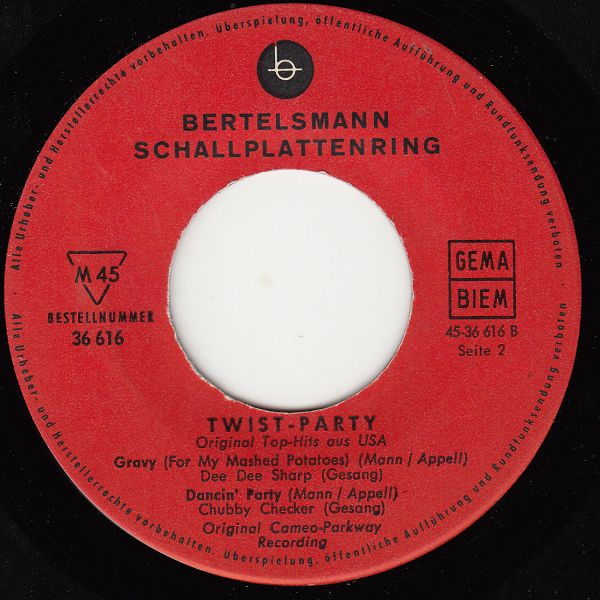 Alle Urheber- und Herstellerrechte vorbehalten. Überspielung, öffentliche Aufführung und Rundfunksendung verboten ·
b
BERTELSMANN
SCHALLPLATTENRING
M 45
BESTELLNUMMER
36 616
GEMA
BIEM
45-36 616 B
Seite 2
TWIST-PARTY
Original Top-Hits aus USA
Gravy (For My Mashed Potatoes) (Mann/Appell)
Dee Dee Sharp (Gesang)
Dancin' Party (Mann/Appell)
Chubby Checker (Gesang)
Original Cameo-Parkway
Recording
Alle Urheber- und Herstellerrechte vorbehalten. Überspielung, öffentliche Aufführung und Rundfunksendung verboten ·